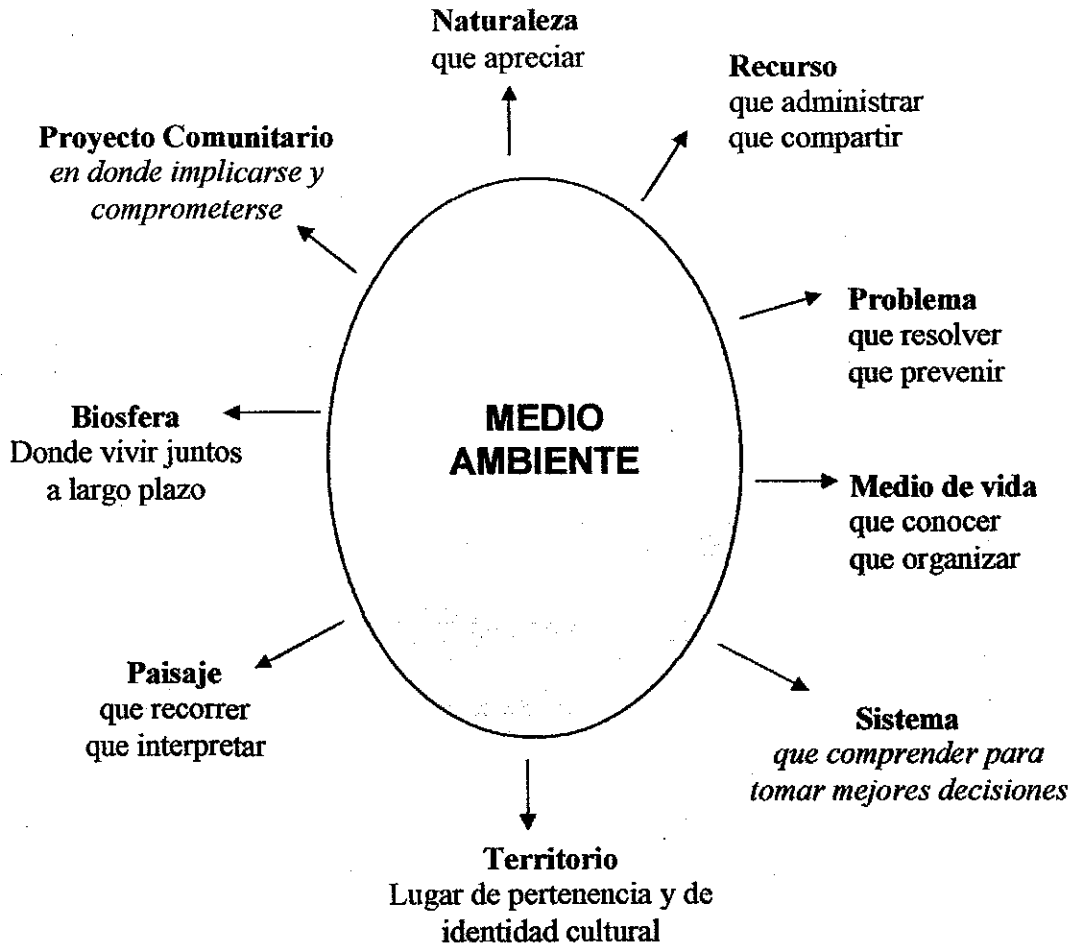 Naturaleza
que apreciar
Recurso
que administrar
que compartir
Proyecto Comunitario
en donde implicarse y
comprometerse
Problema
que resolver
que prevenir
Biosfera
Donde vivir juntos
a largo plazo
MEDIO
AMBIENTE
Medio de vida
que conocer
que organizar
Paisaje
que recorrer
que interpretar
Sistema
que comprender para
tomar mejores decisiones
Territorio
Lugar de pertenencia y de
identidad cultural